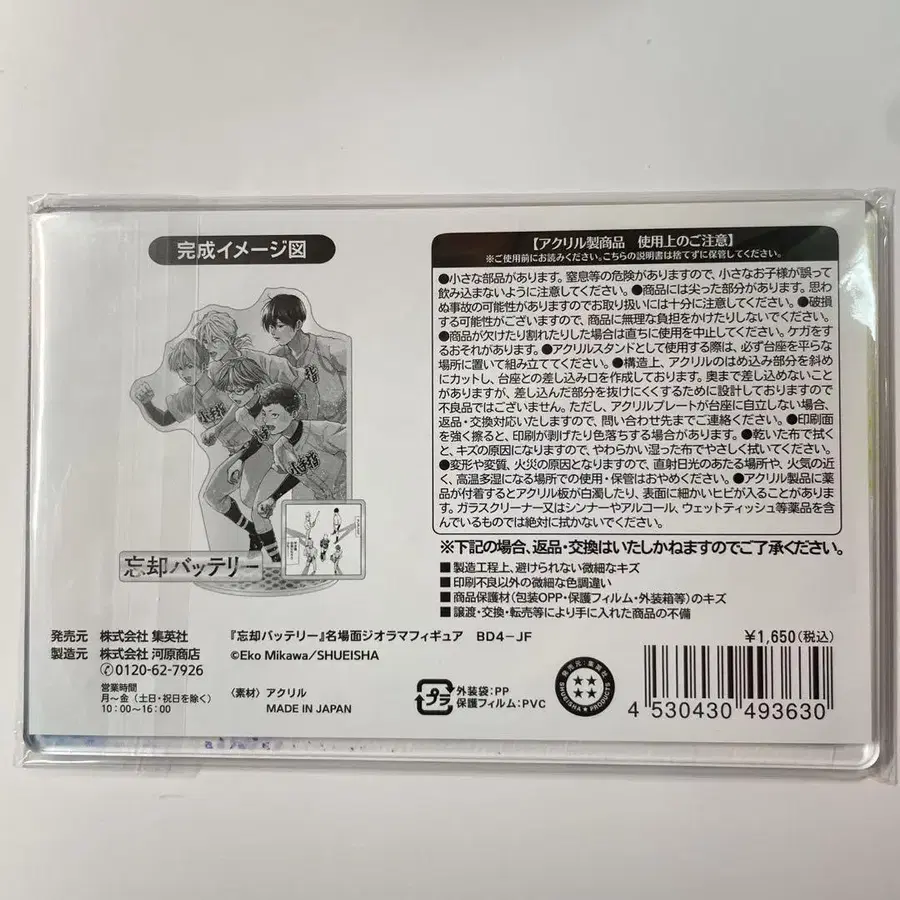 完成イメージ図
忘却バッテリー
【アクリル製商品　使用上のご注意】
※ご使用前にお読みください。こちらの説明書は捨てずに保管してください。
●小さな部品があります。窒息等の危険がありますので、小さなお子様が誤って
飲み込まないように注意してください。●商品には尖った部分があります。思わ
ぬ事故の可能性がありますのでお取り扱いには十分に注意してください。●破損
する可能性がございますので、商品に無理な負担をかけたりしないでください。
●商品が欠けたり割れたりした場合は直ちに使用を中止してください。ケガをす
るおそれがあります。●アクリルスタンドとして使用する際は、必ず台座を平らな
場所に置いて組み立ててください。●構造上、アクリルのはめ込み部分を斜め
にカットし、台座との差し込み口を作成しております。奥まで差し込めないこと
がありますが、差し込んだ部分を抜けにくくするために設計しておりますので
不良品ではございません。ただし、アクリルプレートが台座に自立しない場合、
返品・交換対応いたしますので、問い合わせ先までご連絡ください。●印刷面
を強く擦ると、印刷が剥げたり色落ちする場合があります。●乾いた布で拭く
と、キズの原因になりますので、やわらかい湿った布でやさしく拭いてください。
●変形や変質、火災の原因となりますので、直射日光のあたる場所や、火気の近
く、高温多湿になる場所での使用・保管はおやめください。●アクリル製品に薬
品が付着するとアクリル板が白濁したり、表面に細かいヒビが入ることがありま
す。ガラスクリーナー又はシンナーやアルコール、ウェットティッシュ等薬品を含
んでいるものでは絶対に拭かないでください。
※下記の場合、返品・交換はいたしかねますのでご了承ください。
■製造工程上、避けられない微細なキズ
■印刷不良以外の微細な色調違い
■商品保護材(包装OPP・保護フィルム・外装箱等)のキズ
■譲渡・交換・転売等により手に入れた商品の不備
発売元　株式会社 集英社
製造元　株式会社 河原商店
0120-62-7926
営業時間
月～金（土日・祝日を除く）
10:00～16:00
『忘却バッテリー』名場面ジオラマフィギュア　BD4-JF
©Eko Mikawa/SHUEISHA
〈素材〉アクリル
MADE IN JAPAN
プラ
外装袋:PP
保護フィルム:PVC
発売元:集英社
SHUEISHA PRODUCTS
¥1,650(税込)
4 530430 493630